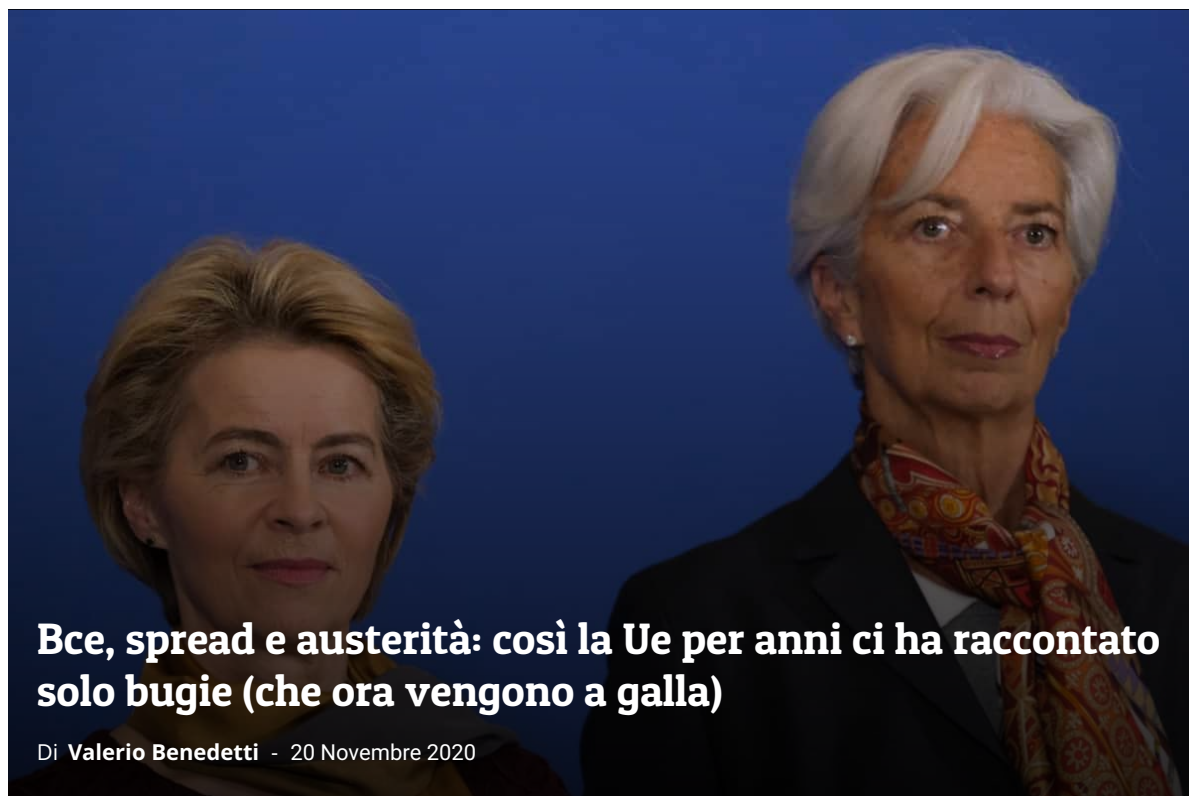 Bce, spread e austerità: così la Ue per anni ci ha raccontato
solo bugie (che ora vengono a galla)
Di Valerio Benedetti - 20 Novembre 2020